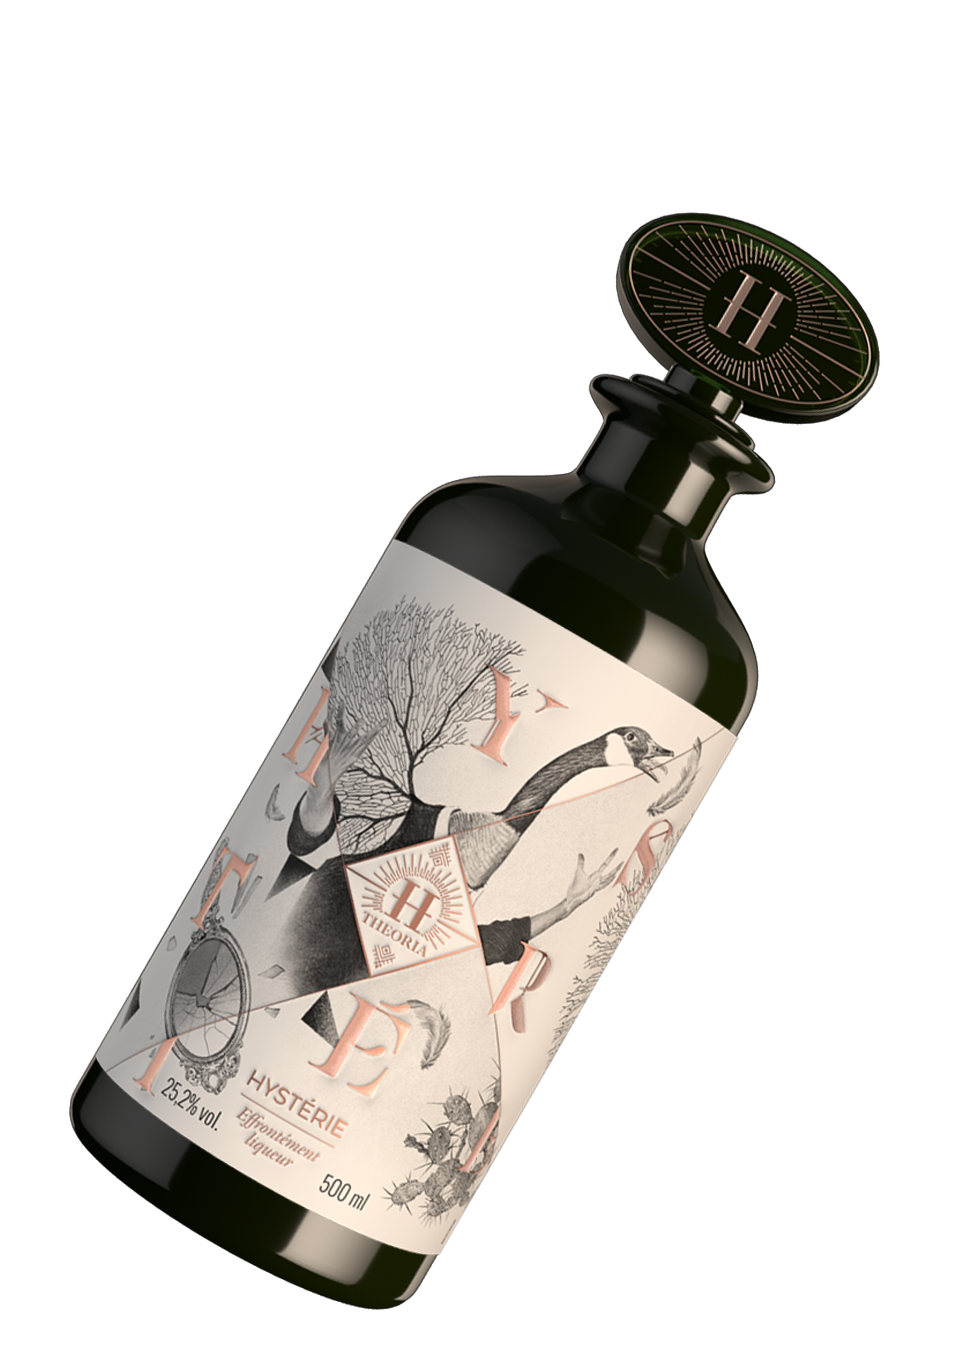 H
H Y
S
T
R
É
I
H
THEORIA
HYSTÉRIE
Effrontément
liqueur
25,2% vol.
500 ml